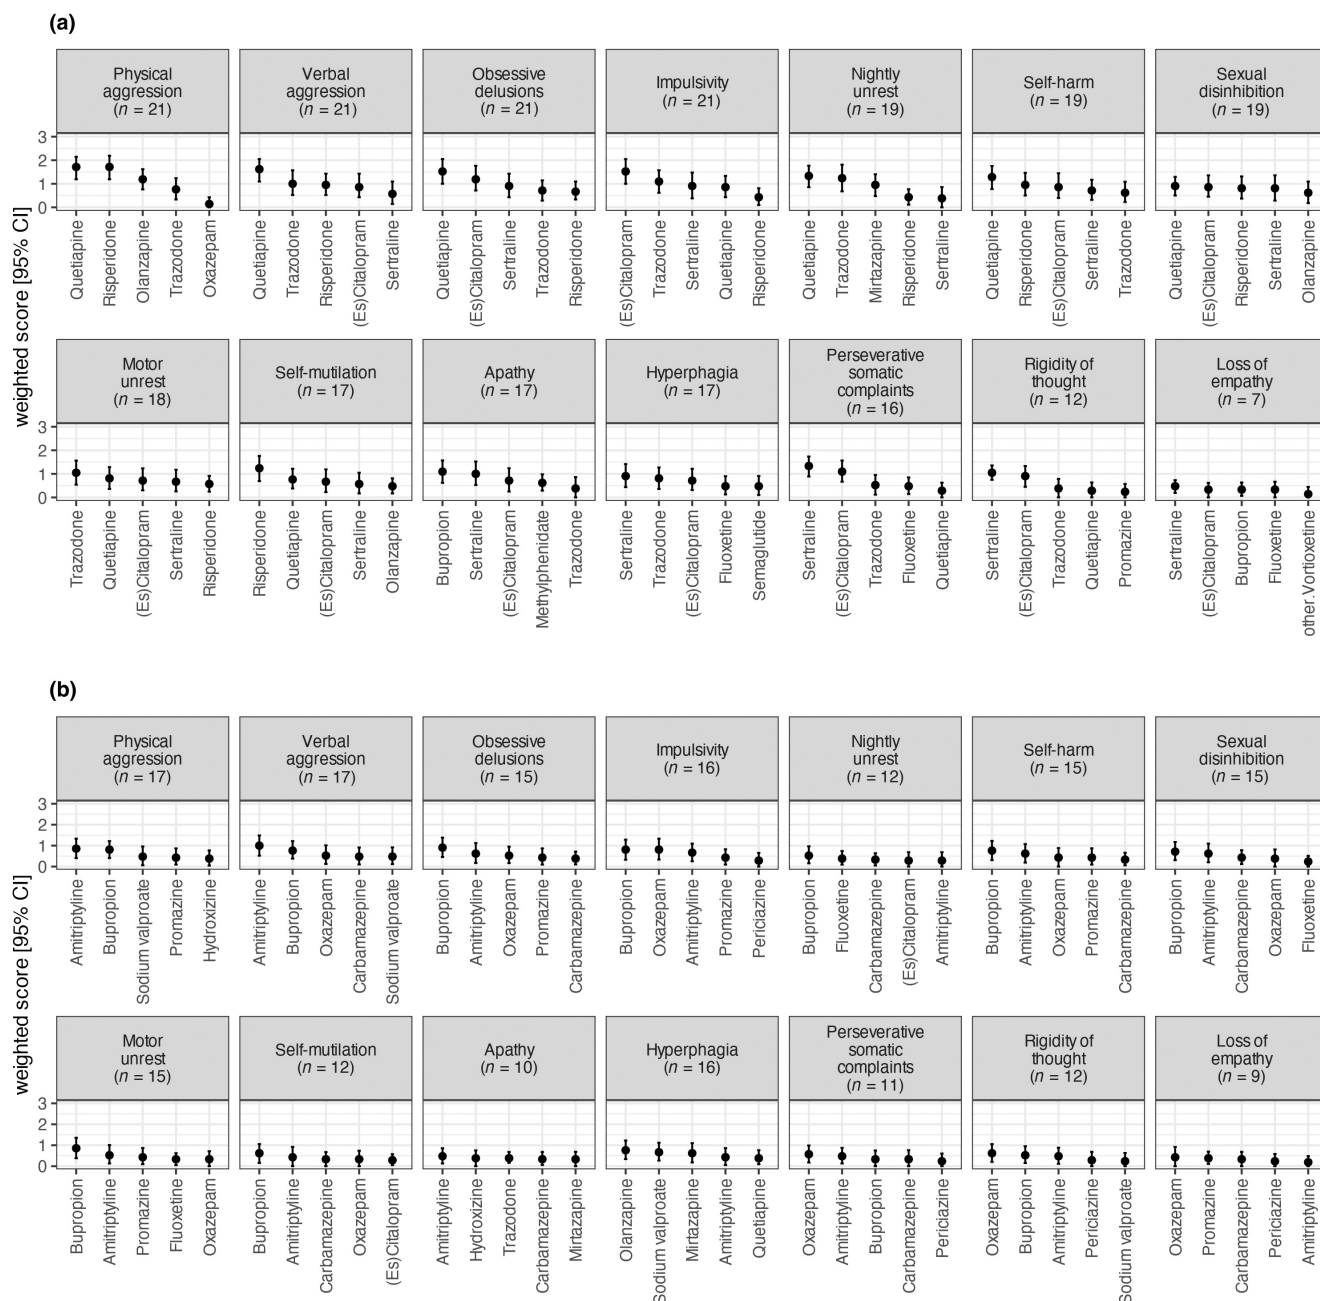 (a)
weighted score [95% CI]
Physical
aggression
(n = 21)
Verbal
aggression
(n = 21)
Obsessive
delusions
(n = 21)
Impulsivity
(n = 21)
Nightly
unrest
(n = 19)
Self-harm
(n = 19)
Sexual
disinhibition
(n = 19)
3
2
1
0
Quetiapine
Risperidone
Olanzapine
Trazodone
Oxazepam
Quetiapine
Trazodone
Risperidone
(Es)Citalopram
Sertraline
Quetiapine
(Es)Citalopram
Sertraline
Trazodone
Risperidone
(Es)Citalopram
Trazodone
Sertraline
Quetiapine
Risperidone
Quetiapine
Trazodone
Mirtazapine
Risperidone
Sertraline
Quetiapine
Risperidone
(Es)Citalopram
Sertraline
Trazodone
Quetiapine
(Es)Citalopram
Risperidone
Sertraline
Olanzapine
Motor
unrest
(n = 18)
Self-mutilation
(n = 17)
Apathy
(n = 17)
Hyperphagia
(n = 17)
Perseverative
somatic
complaints
(n = 16)
Rigidity of
thought
(n = 12)
Loss of
empathy
(n = 7)
3
2
1
0
Trazodone
Quetiapine
(Es)Citalopram
Sertraline
Risperidone
Risperidone
Quetiapine
(Es)Citalopram
Sertraline
Olanzapine
Bupropion
Sertraline
(Es)Citalopram
Methylphenidate
Trazodone
Sertraline
Trazodone
(Es)Citalopram
Fluoxetine
Semaglutide
Sertraline
(Es)Citalopram
Trazodone
Fluoxetine
Quetiapine
Sertraline
(Es)Citalopram
Trazodone
Quetiapine
Promazine
Sertraline
(Es)Citalopram
Bupropion
Fluoxetine
other.Vortioxetine
(b)
weighted score [95% CI]
Physical
aggression
(n = 17)
Verbal
aggression
(n = 17)
Obsessive
delusions
(n = 15)
Impulsivity
(n = 16)
Nightly
unrest
(n = 12)
Self-harm
(n = 15)
Sexual
disinhibition
(n = 15)
3
2
1
0
Amitriptyline
Bupropion
Sodium valproate
Promazine
Hydroxizine
Amitriptyline
Bupropion
Oxazepam
Carbamazepine
Sodium valproate
Bupropion
Amitriptyline
Oxazepam
Promazine
Carbamazepine
Bupropion
Oxazepam
Amitriptyline
Promazine
Periciazine
Bupropion
Fluoxetine
Carbamazepine
(Es)Citalopram
Amitriptyline
Bupropion
Amitriptyline
Oxazepam
Promazine
Carbamazepine
Bupropion
Amitriptyline
Carbamazepine
Oxazepam
Fluoxetine
Motor
unrest
(n = 15)
Self-mutilation
(n = 12)
Apathy
(n = 10)
Hyperphagia
(n = 16)
Perseverative
somatic
complaints
(n = 11)
Rigidity of
thought
(n = 12)
Loss of
empathy
(n = 9)
3
2
1
0
Bupropion
Amitriptyline
Promazine
Fluoxetine
Oxazepam
Bupropion
Amitriptyline
Carbamazepine
Oxazepam
(Es)Citalopram
Amitriptyline
Hydroxizine
Trazodone
Carbamazepine
Mirtazapine
Olanzapine
Sodium valproate
Mirtazapine
Amitriptyline
Quetiapine
Oxazepam
Amitriptyline
Bupropion
Carbamazepine
Periciazine
Oxazepam
Bupropion
Amitriptyline
Periciazine
Sodium valproate
Oxazepam
Promazine
Carbamazepine
Periciazine
Amitriptyline